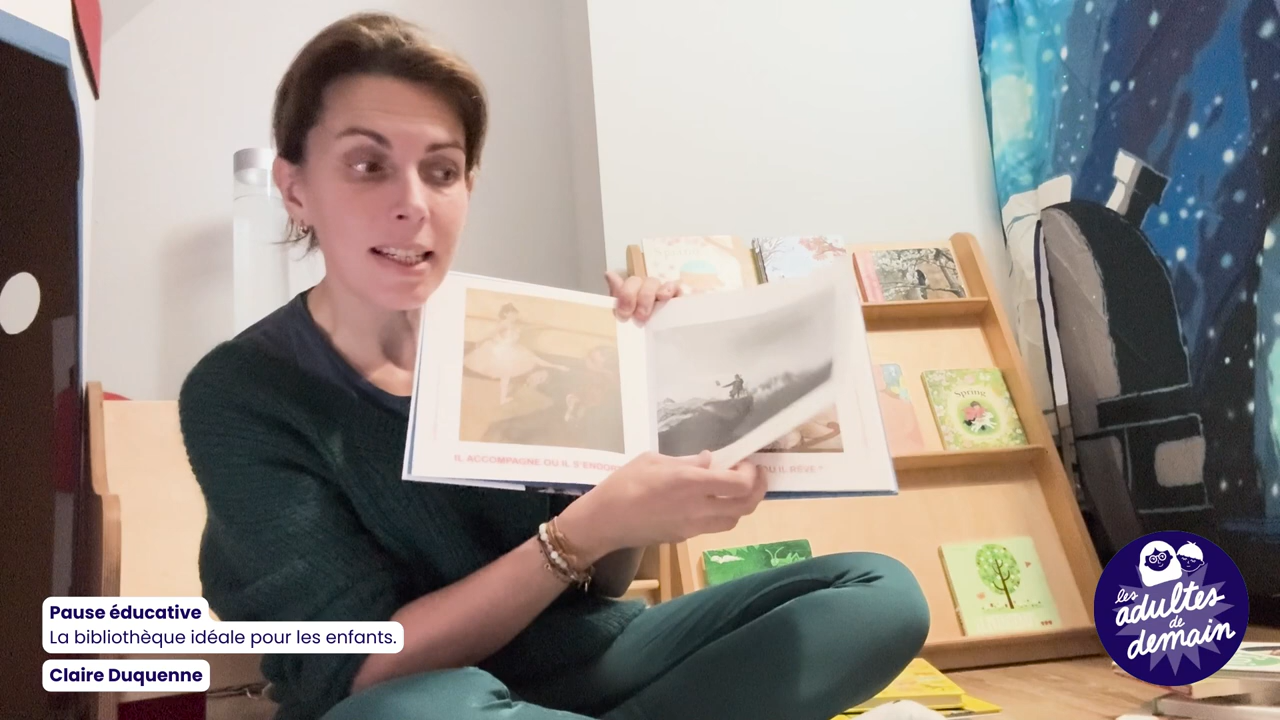 IL ACCOMPAGNE OU IL S'ENDORT
OU IL RÊVE ?
Spring
Pause éducative
La bibliothèque idéale pour les enfants.
Claire Duquenne
les
adultes
de
demain